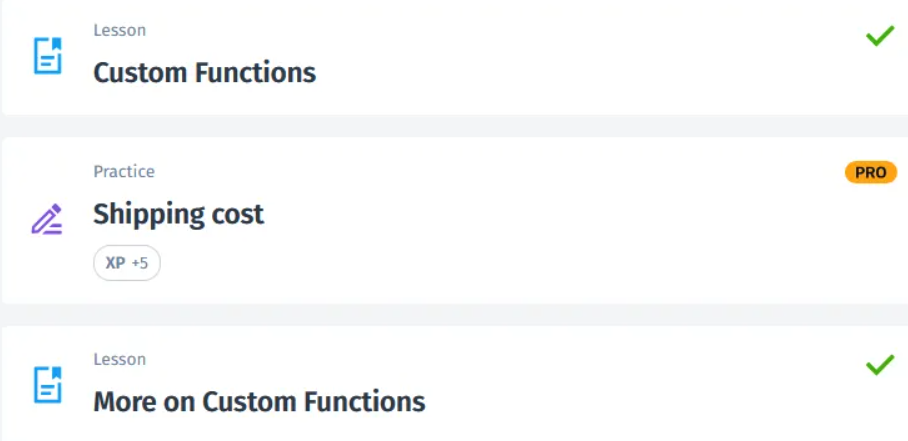 Lesson
Custom Functions
Practice
PRO
Shipping cost
XP +5
Lesson
More on Custom Functions